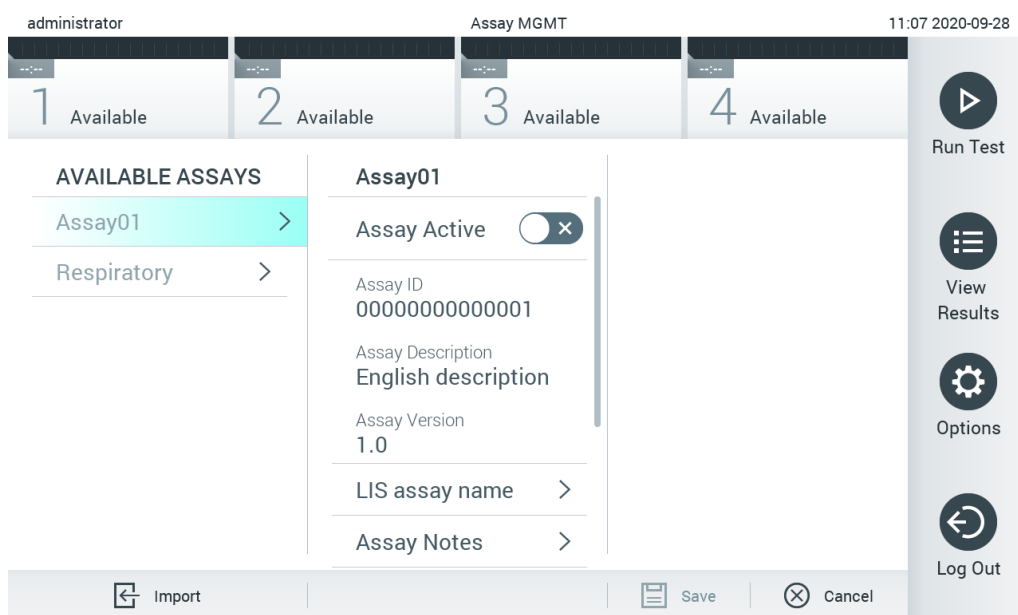 administrator
Assay MGMT
11:07 2020-09-28
--:--
1 Available
--:--
2 Available
--:--
3 Available
--:--
4 Available
AVAILABLE ASSAYS
Assay01
Respiratory
Assay01
Assay Active
Assay ID
00000000000001
Assay Description
English description
Assay Version
1.0
LIS assay name
Assay Notes
Run Test
View
Results
Options
Log Out
Import
Save
Cancel